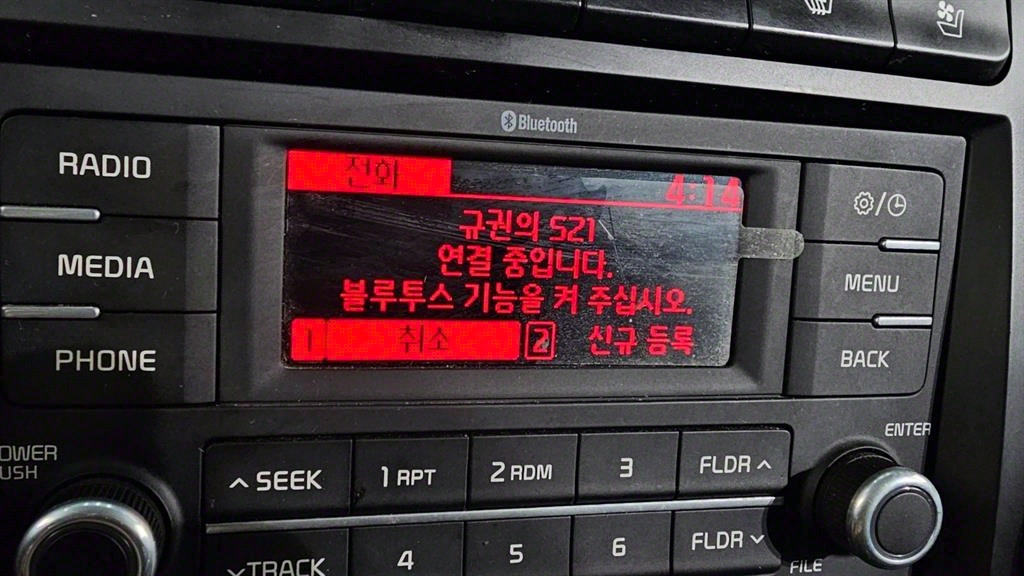 Bluetooth
RADIO
MEDIA
PHONE
전화
4:14
규권의 S21
연결 중입니다.
블루투스 기능을 켜 주십시오.
1 취소 2 신규 등록
MENU
BACK
OWER
USH
ENTER
FILE
∧ SEEK
1 RPT
2 RDM
3
FLDR ∧
∨ TRACK
4
5
6
FLDR ∨